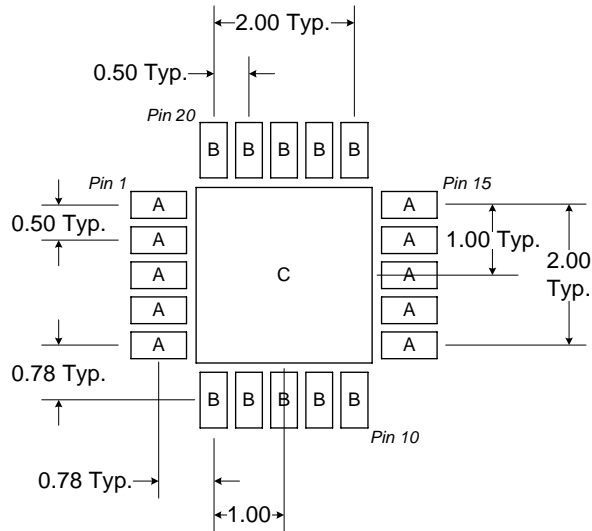 2.00 Typ.
0.50 Typ.
Pin 20
B B B B B
Pin 1
Pin 15
A
A
0.50 Typ.
A
A
1.00 Typ.
A
C
A
2.00
Typ.
A
A
A
A
0.78 Typ.
B B B B B
Pin 10
0.78 Typ.
1.00